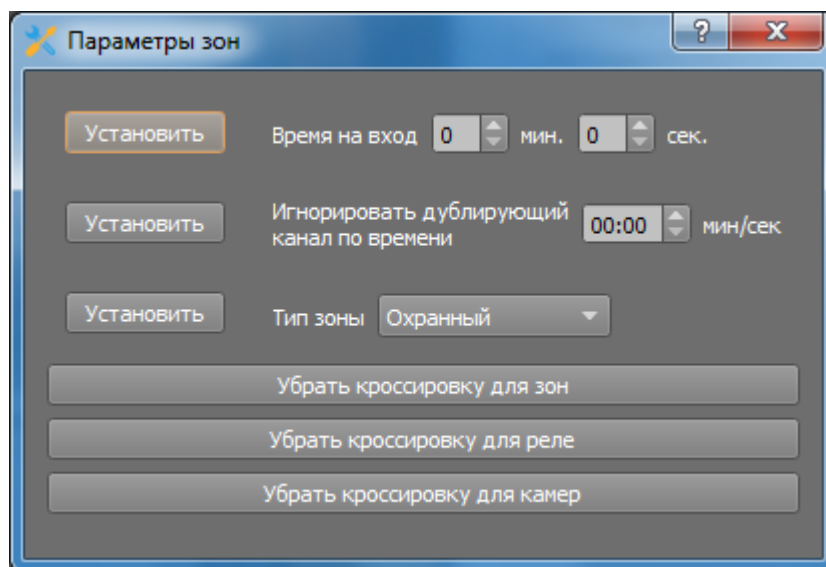 Параметры зон
?
Установить Время на вход 0 мин. 0 сек.
Установить Игнорировать дублирующий
канал по времени 00:00 мин/сек
Установить Тип зоны Охранный
Убрать кроссировку для зон
Убрать кроссировку для реле
Убрать кроссировку для камер